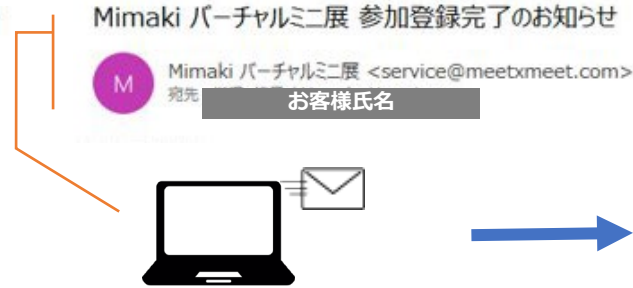 Mimaki バーチャルミニ展 参加登録完了のお知らせ
M
Mimaki バーチャルミニ展 <service@meetxmeet.com>
宛先
お客様氏名